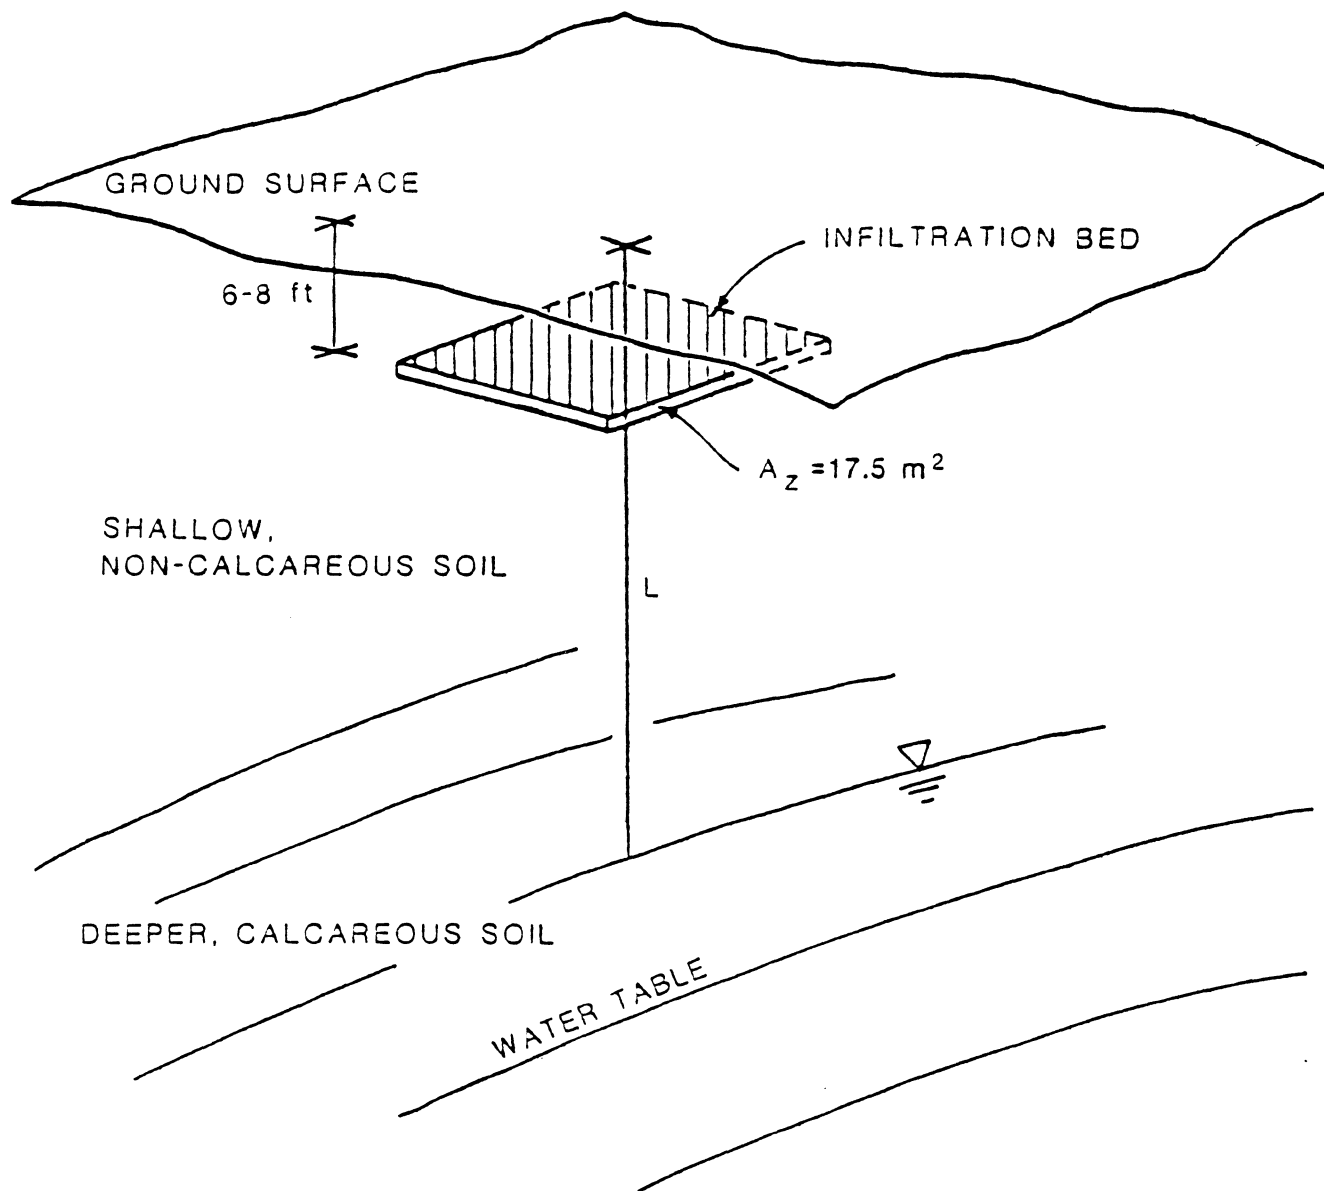 GROUND SURFACE
INFILTRATION BED
6-8 ft
A z =17.5 m²
SHALLOW,
NON-CALCAREOUS SOIL
L
DEEPER, CALCAREOUS SOIL
WATER TABLE